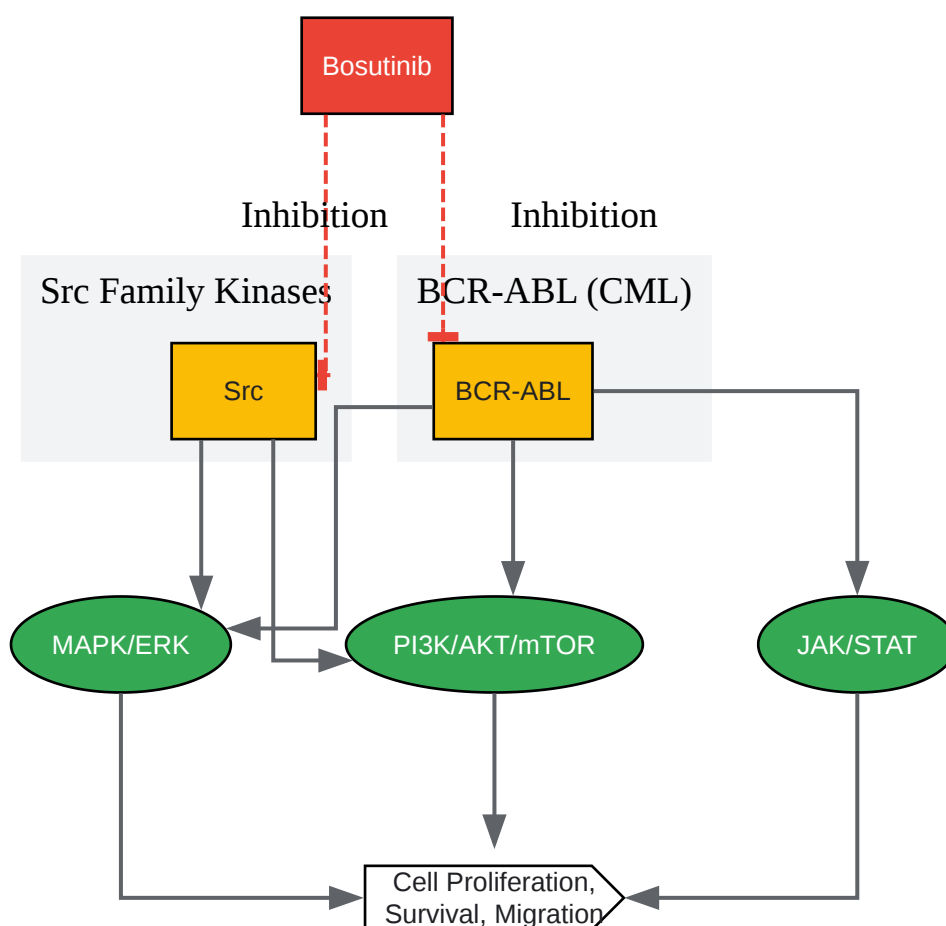 Bosutinib
Inhibition
Inhibition
Src Family Kinases
BCR-ABL (CML)
Src
BCR-ABL
MAPK/ERK
PI3K/AKT/mTOR
JAK/STAT
Cell Proliferation,
Survival, Migration